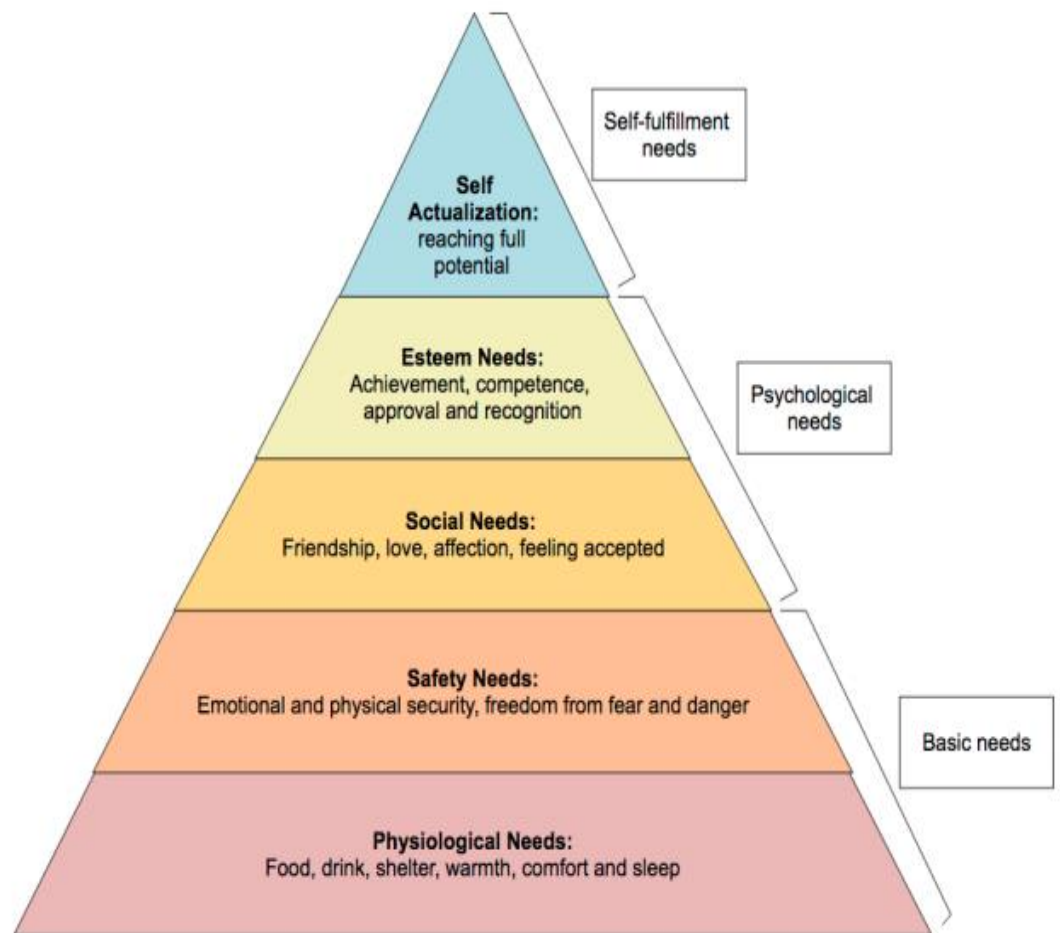 Self-fulfillment
needs
Self
Actualization:
reaching full
potential
Esteem Needs:
Achievement, competence,
approval and recognition
Psychological
needs
Social Needs:
Friendship, love, affection, feeling accepted
Safety Needs:
Emotional and physical security, freedom from fear and danger
Basic needs
Physiological Needs:
Food, drink, shelter, warmth, comfort and sleep